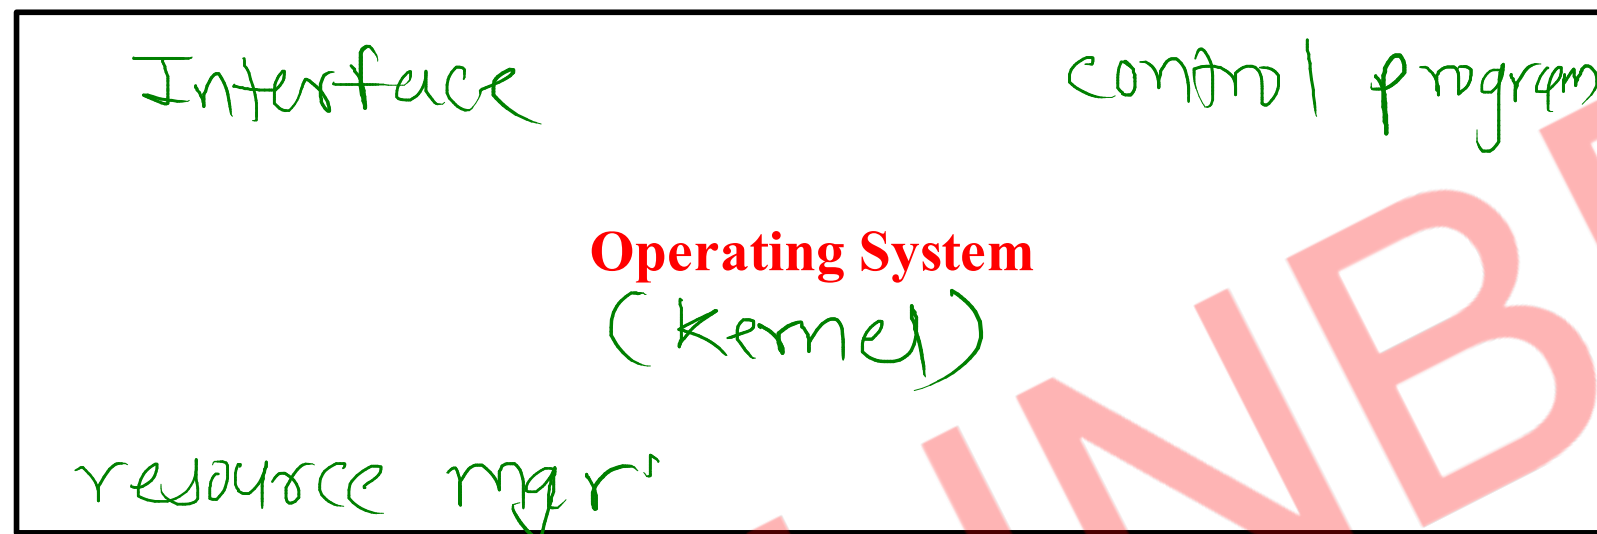 Interface control program
Operating System
(Kernel)
resource mgr